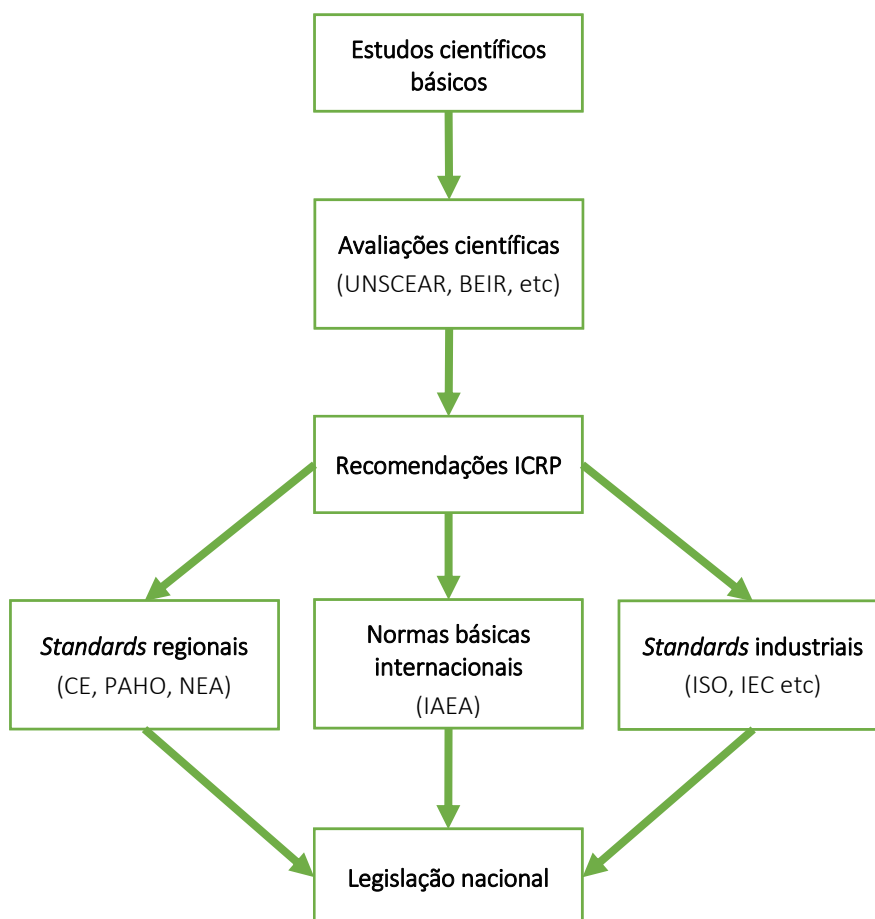 Estudos científicos
básicos
Avaliações científicas
(UNSCEAR, BEIR, etc)
Recomendações ICRP
Standards regionais
(CE, PAHO, NEA)
Normas básicas
internacionais
(IAEA)
Standards industriais
(ISO, IEC etc)
Legislação nacional